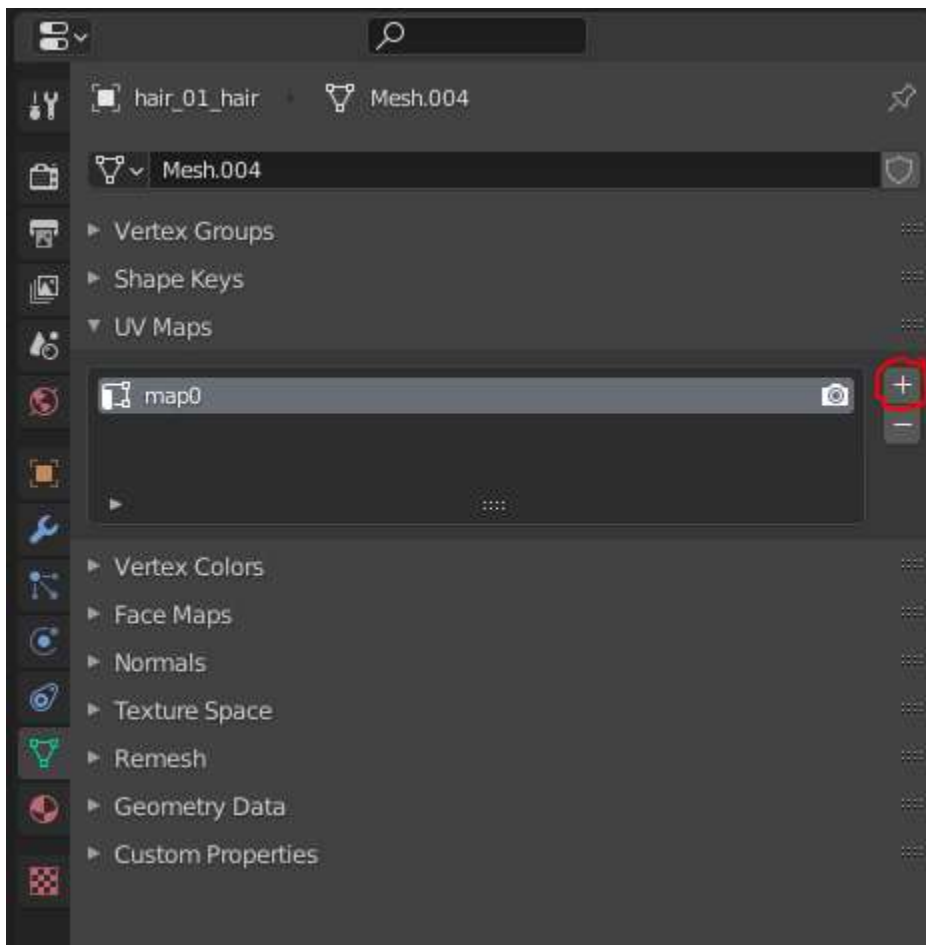 hair_01_hair Mesh.004
Mesh.004
Vertex Groups
Shape Keys
UV Maps
map0
Vertex Colors
Face Maps
Normals
Texture Space
Remesh
Geometry Data
Custom Properties